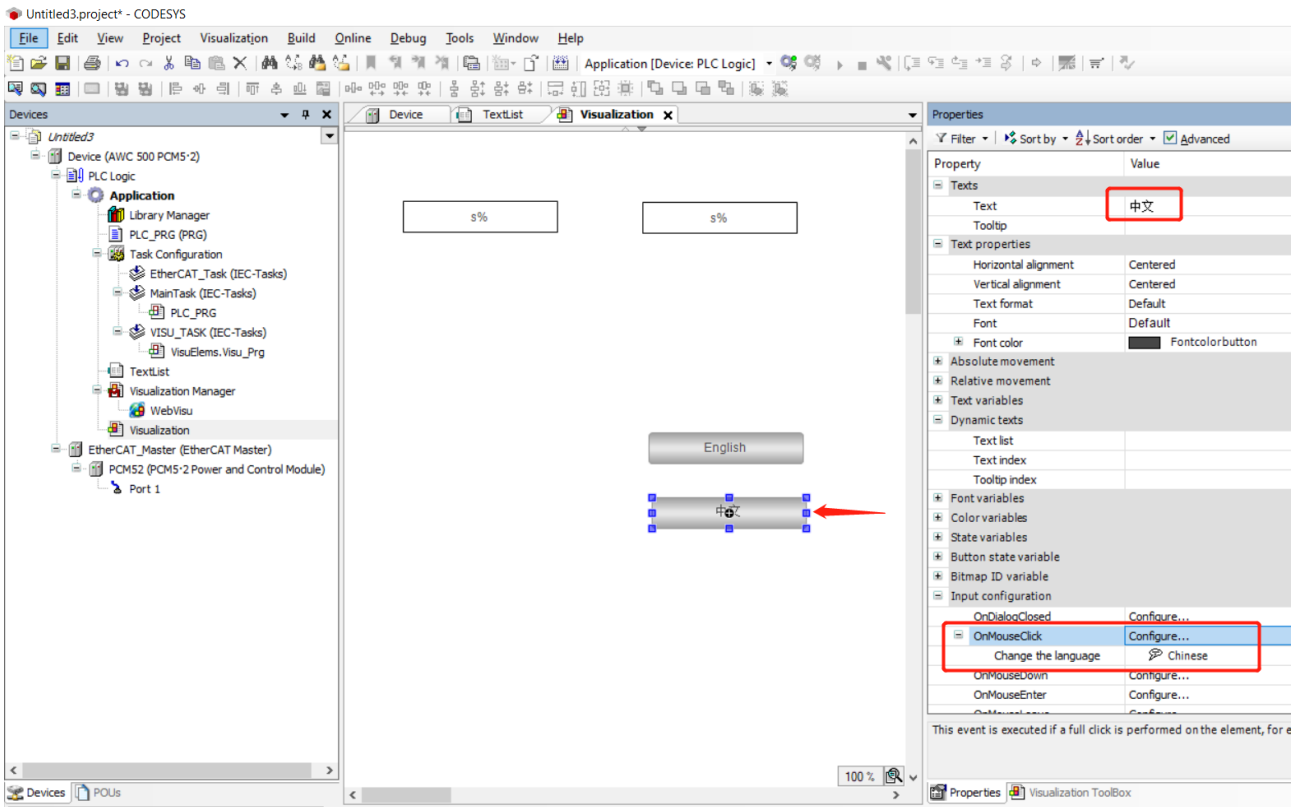 Untitled3.project* - CODESYS
File Edit View Project Visualization Build Online Debug Tools Window Help
Application [Device: PLC Logic]
Devices
Untitled3
Device (AWC 500 PCM5·2)
PLC Logic
Application
Library Manager
PLC_PRG (PRG)
Task Configuration
EtherCAT_Task (IEC-Tasks)
MainTask (IEC-Tasks)
PLC_PRG
VISU_TASK (IEC-Tasks)
VisuElems.Visu_Prg
TextList
Visualization Manager
WebVisu
Visualization
EtherCAT_Master (EtherCAT Master)
PCM52 (PCM5·2 Power and Control Module)
Port 1
Devices POUs
Device TextList Visualization
s% s%
English
中文
100 %
Properties
Filter Sort by Sort order Advanced
Property Value
Texts
Text 中文
Tooltip
Text properties
Horizontal alignment Centered
Vertical alignment Centered
Text format Default
Font Default
Font color Fontcolorbutton
Absolute movement
Relative movement
Text variables
Dynamic texts
Text list
Text index
Tooltip index
Font variables
Color variables
State variables
Button state variable
Bitmap ID variable
Input configuration
OnDialogClosed Configure...
OnMouseClick Configure...
Change the language Chinese
OnMouseDown Configure...
OnMouseEnter Configure...
This event is executed if a full click is performed on the element, for e
Properties Visualization ToolBox